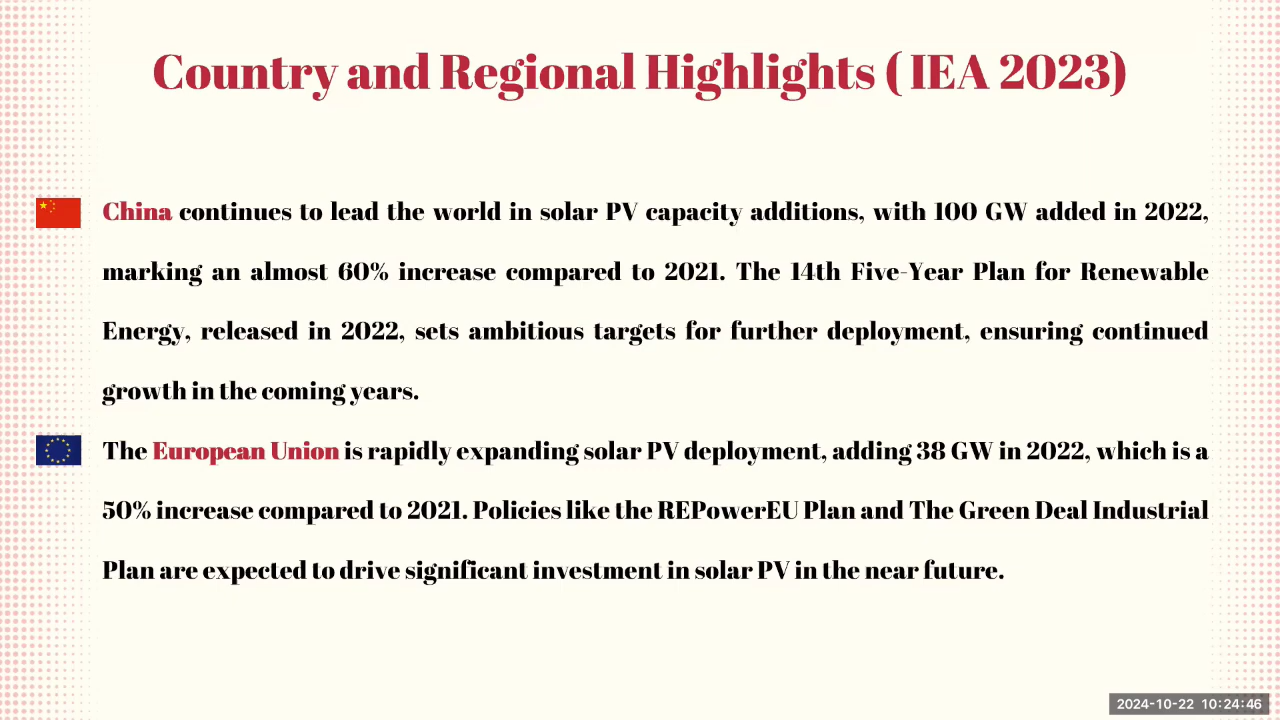 Country and Regional Highlights ( IEA 2023)
China continues to lead the world in solar PV capacity additions, with 100 GW added in 2022,
marking an almost 60% increase compared to 2021. The 14th Five-Year Plan for Renewable
Energy, released in 2022, sets ambitious targets for further deployment, ensuring continued
growth in the coming years.
The European Union is rapidly expanding solar PV deployment, adding 38 GW in 2022, which is a
50% increase compared to 2021. Policies like the REPowerEU Plan and The Green Deal Industrial
Plan are expected to drive significant investment in solar PV in the near future.
2024-10-22 10:24:46